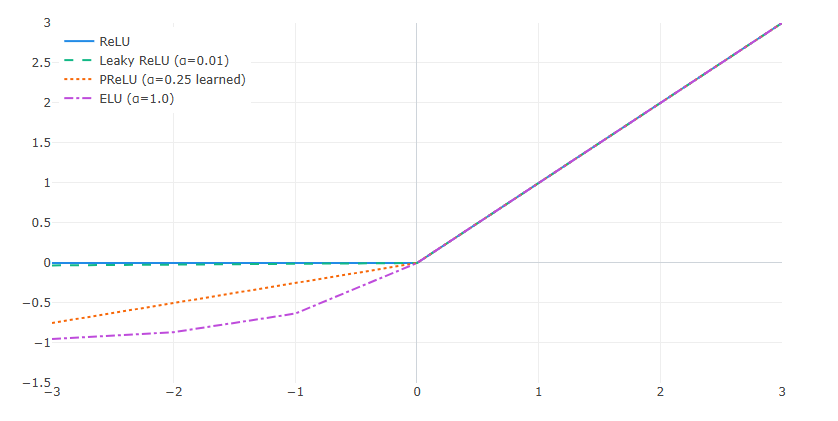 3
2.5
2
1.5
1
0.5
0
−0.5
−1
−1.5
ReLU
Leaky ReLU (α=0.01)
PReLU (α=0.25 learned)
ELU (α=1.0)
−3 −2 −1 0 1 2 3